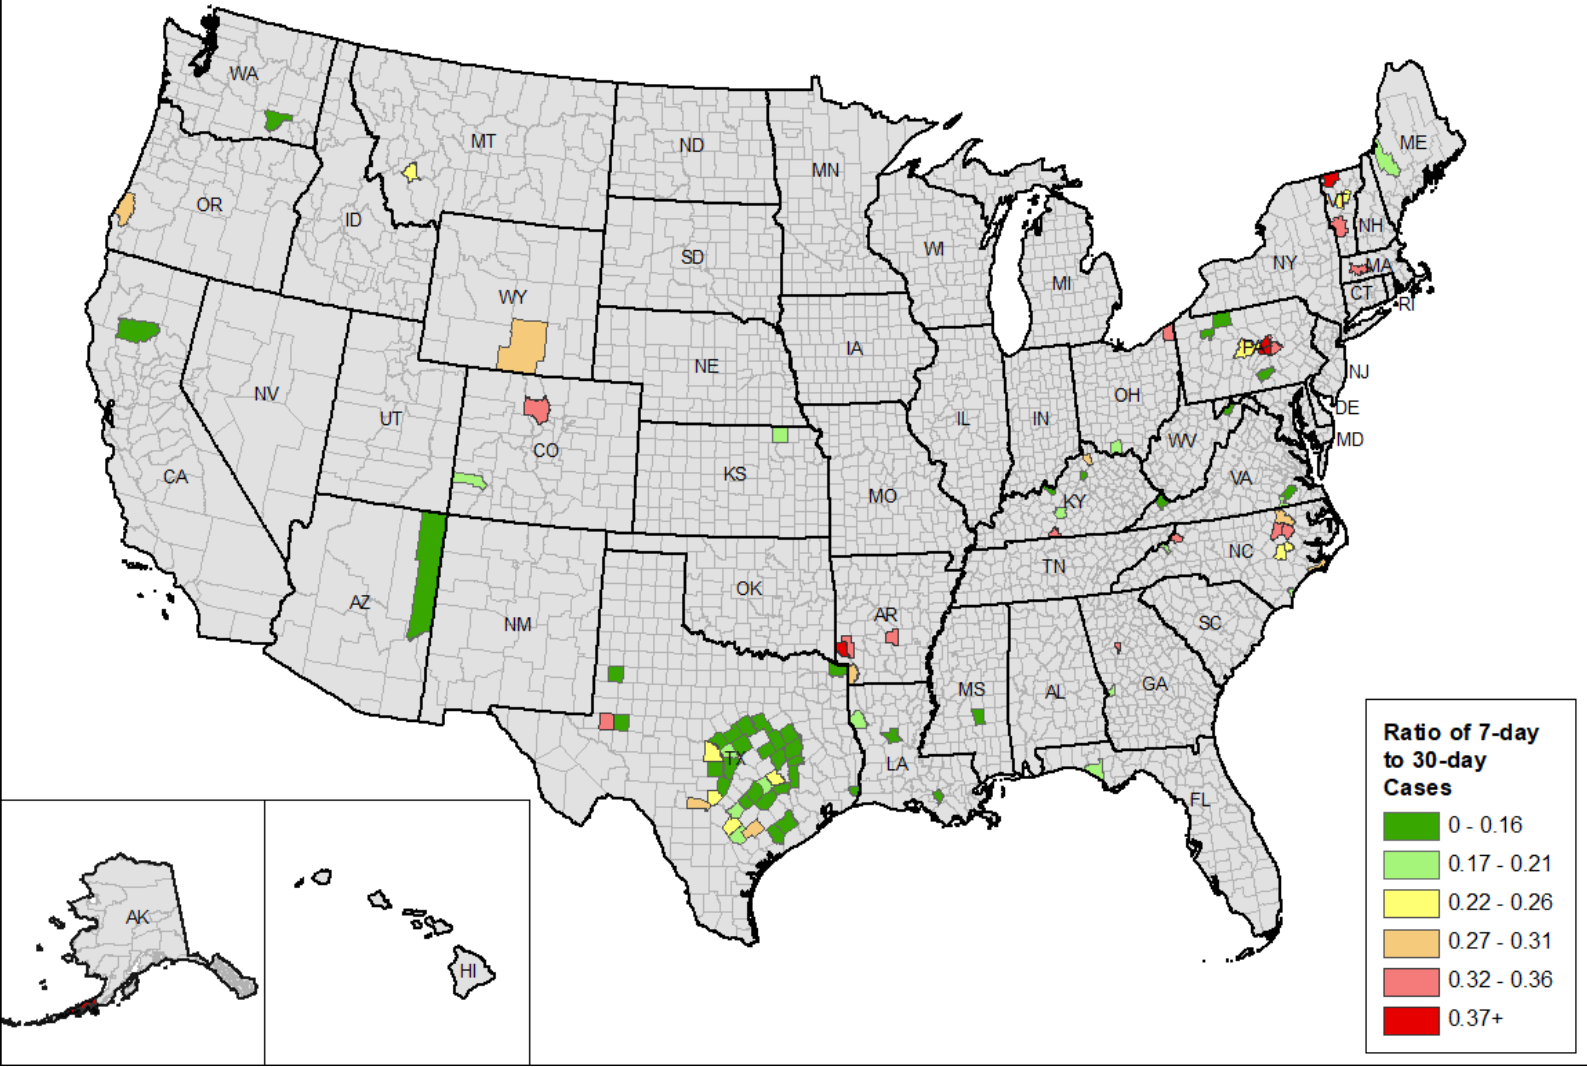 WA
MT
ND
MN
ME
OR
ID
SD
WI
MI
VT
NH
NY
MA
CT
RI
WY
IA
NE
PA
NJ
NV
UT
CO
IL
IN
OH
DE
MD
WV
CA
KS
MO
KY
VA
AZ
NM
OK
AR
TN
NC
SC
MS
AL
GA
TX
LA
FL
AK
HI
Ratio of 7-day
to 30-day
Cases
0 - 0.16
0.17 - 0.21
0.22 - 0.26
0.27 - 0.31
0.32 - 0.36
0.37+